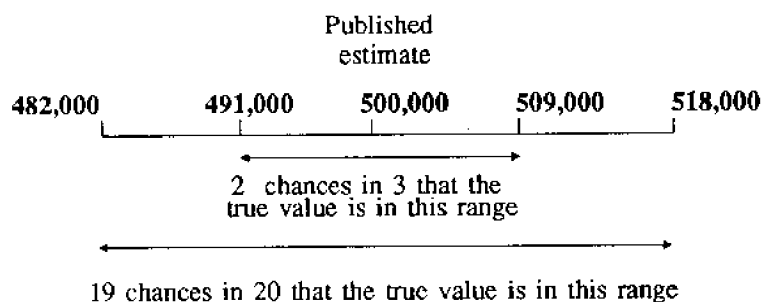 Published
estimate
482,000 491,000 500,000 509,000 518,000
2 chances in 3 that the
true value is in this range
19 chances in 20 that the true value is in this range